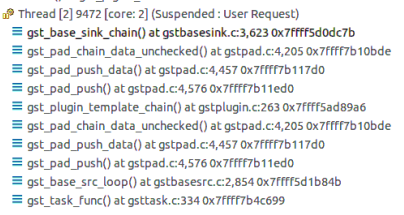 Thread [2] 9472 [core: 2] (Suspended : User Request)
gst_base_sink_chain() at gstbasesink.c:3,623 0x7ffff5d0dc7b
gst_pad_chain_data_unchecked() at gstpad.c:4,205 0x7ffff7b10bde
gst_pad_push_data() at gstpad.c:4,457 0x7ffff7b117d0
gst_pad_push() at gstpad.c:4,576 0x7ffff7b11ed0
gst_plugin_template_chain() at gstplugin.c:263 0x7ffff5ad89a6
gst_pad_chain_data_unchecked() at gstpad.c:4,205 0x7ffff7b10bde
gst_pad_push_data() at gstpad.c:4,457 0x7ffff7b117d0
gst_pad_push() at gstpad.c:4,576 0x7ffff7b11ed0
gst_base_src_loop() at gstbasesrc.c:2,854 0x7ffff5d1b84b
gst_task_func() at gsttask.c:334 0x7ffff7b4c699